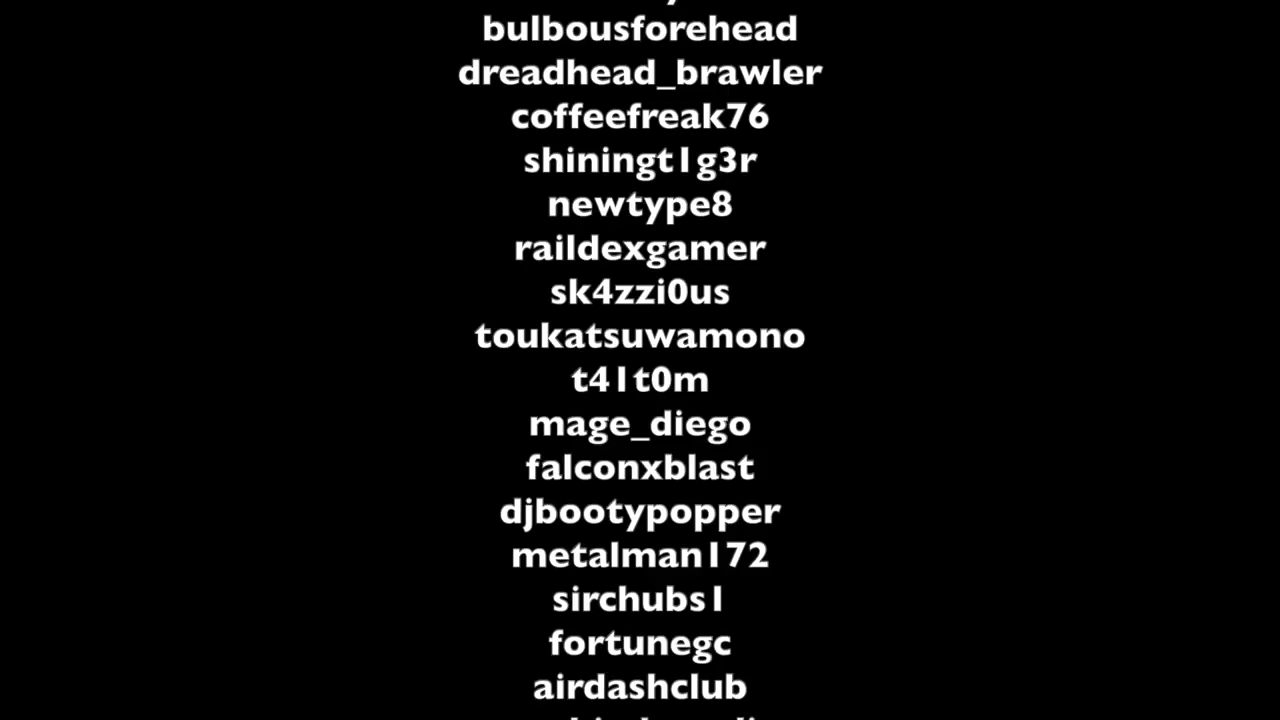 bulbousforehead
dreadhead_brawler
coffeefreak76
shiningt1g3r
newtype8
raildexgamer
sk4zzi0us
toukatsuwamono
t41t0m
mage_diego
falconxblast
djbootypopper
metalman172
sirchubs1
fortunegc
airdashclub